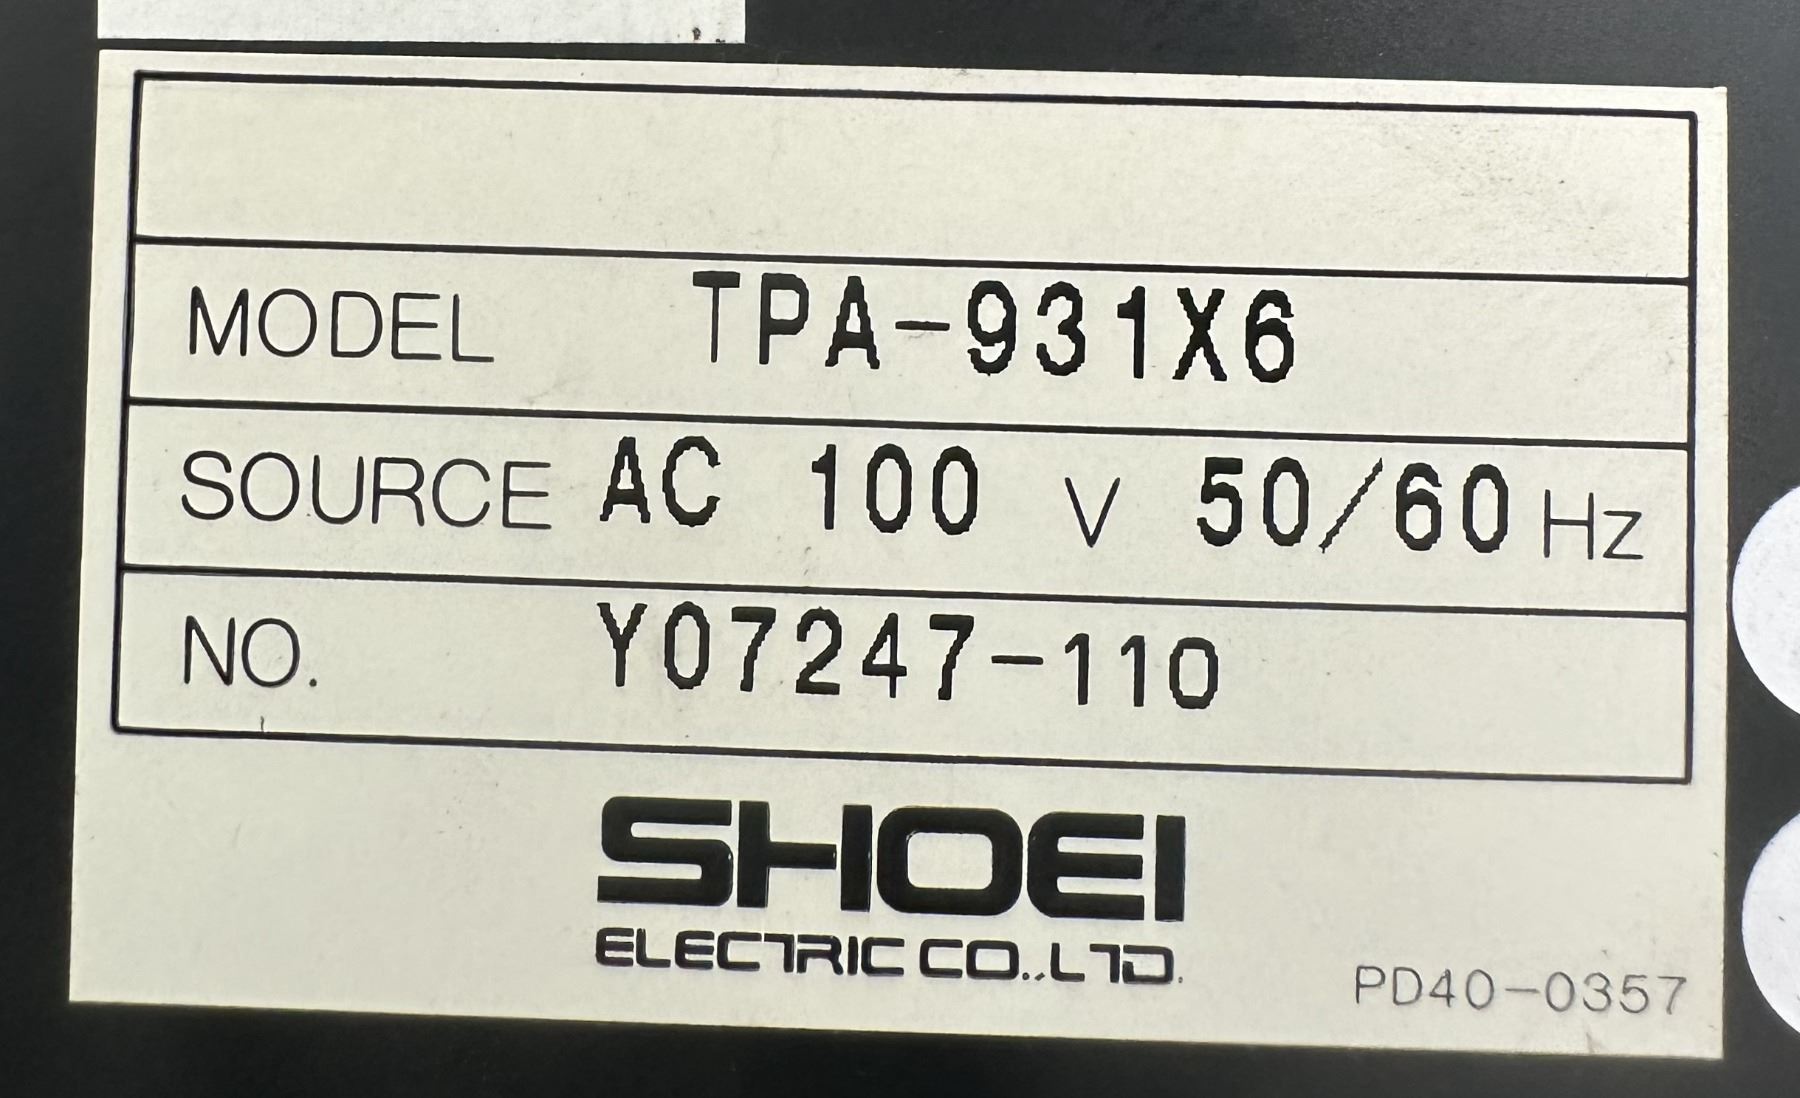 MODEL TPA-931X6
SOURCE AC 100 V 50/60 Hz
NO. Y07247-110
SHOEI
ELECTRIC CO.,LTD.
PD40-0357